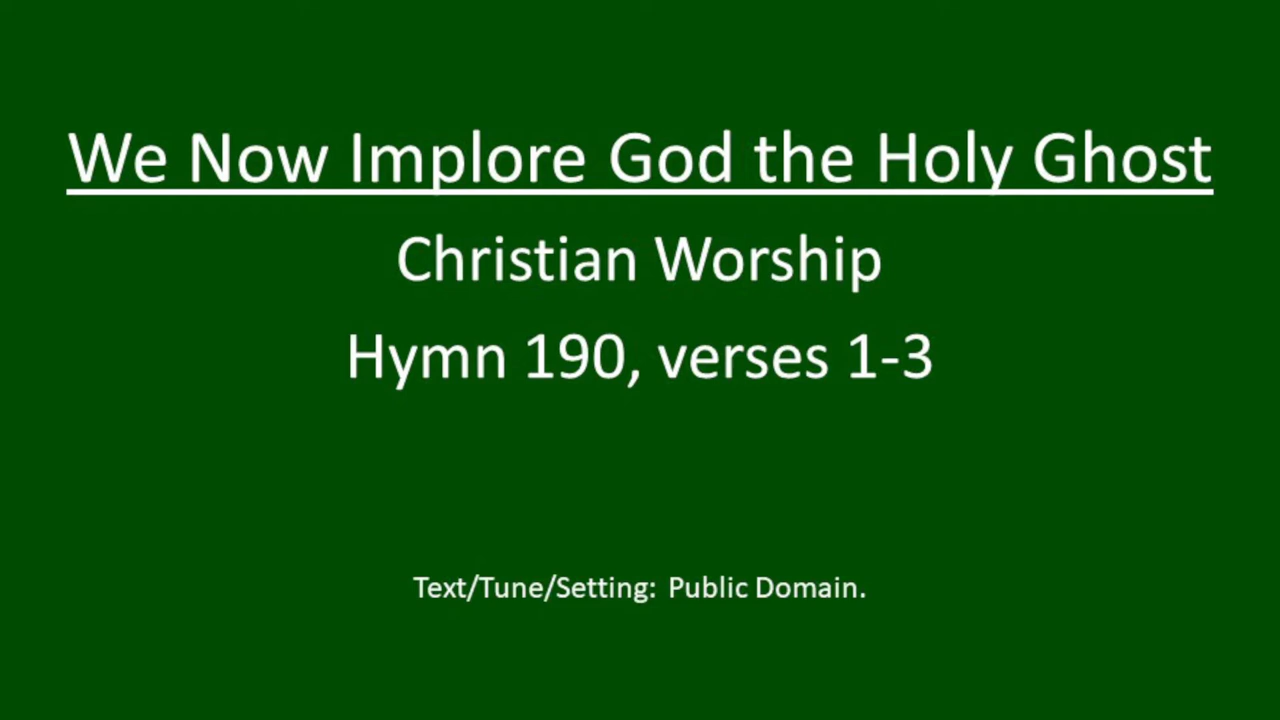 We Now Implore God the Holy Ghost
Christian Worship
Hymn 190, verses 1-3
Text/Tune/Setting: Public Domain.